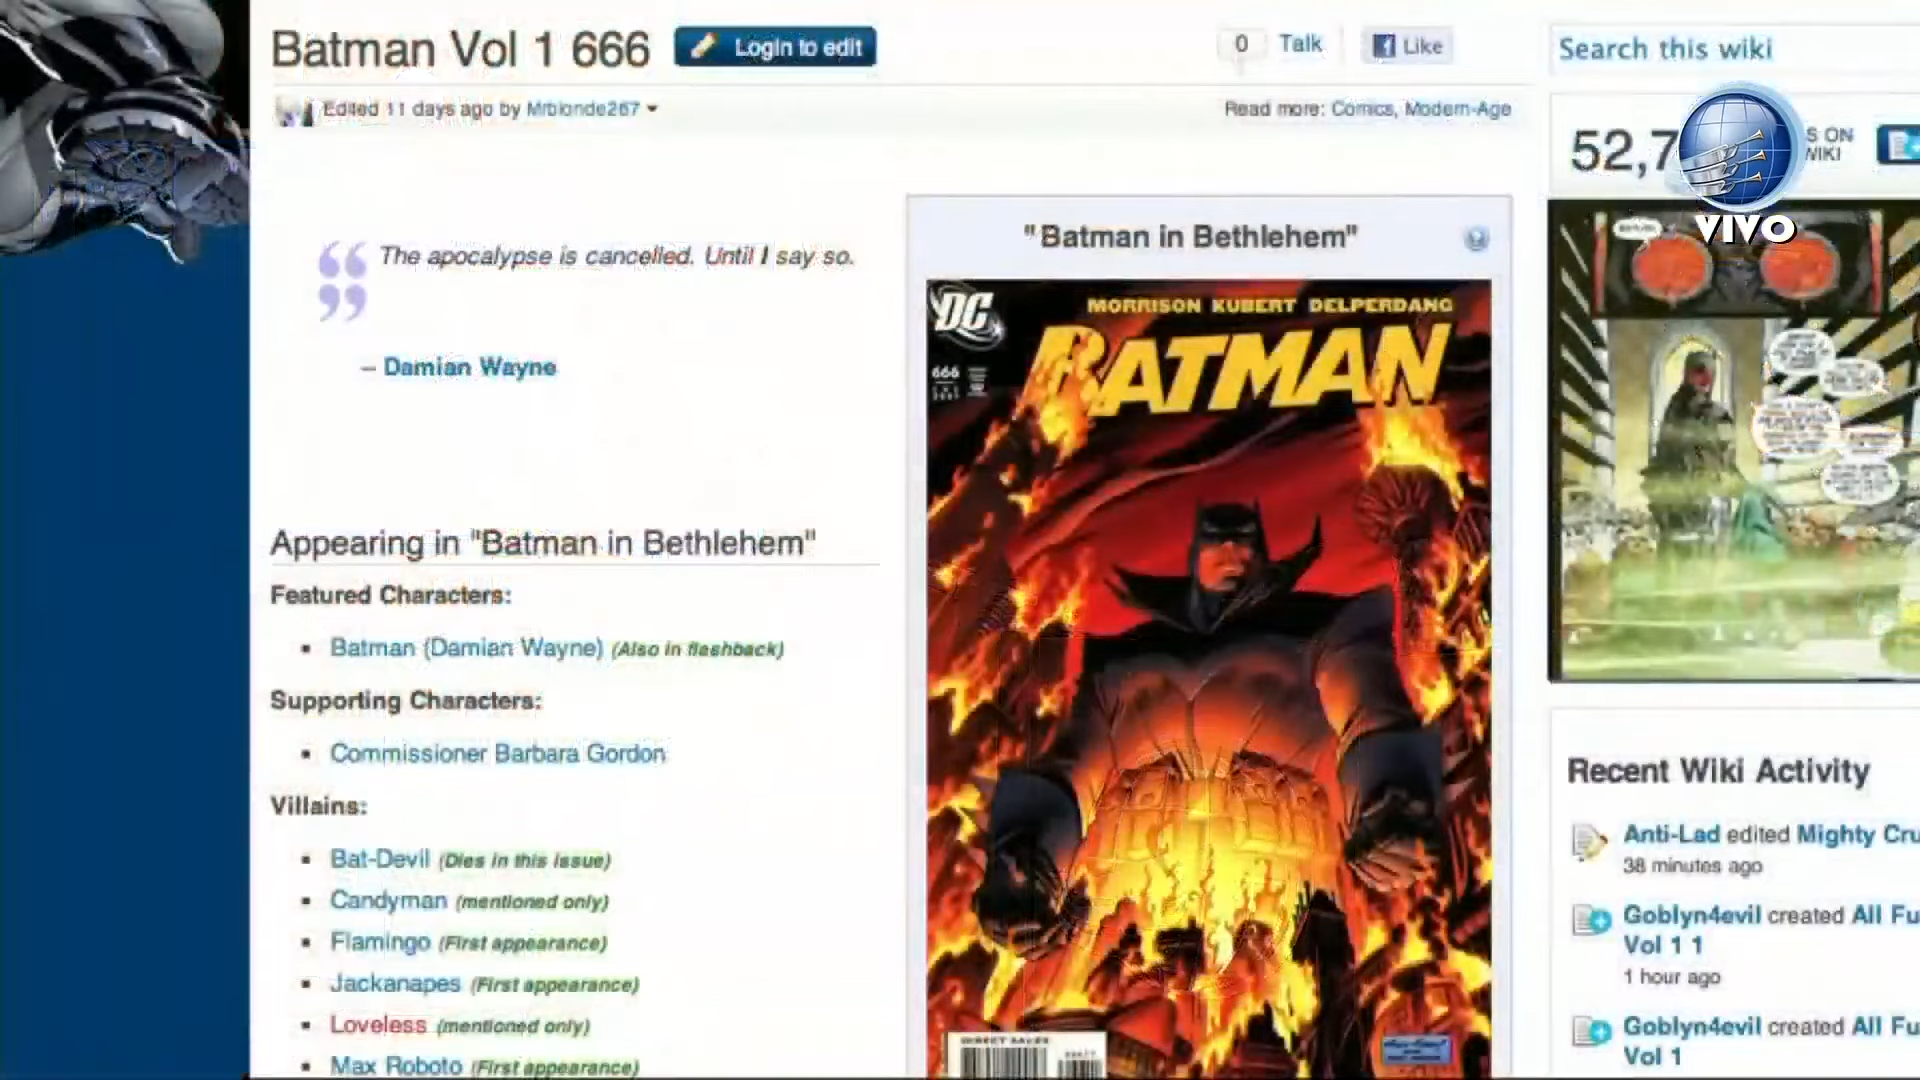 Batman Vol 1 666
Login to edit
0 Talk
Like
Search this wiki
Edited 11 days ago by Mrblonde267
Read more: Comics, Modern-Age
52,7
S ON
WIKI
VIVO
The apocalypse is cancelled. Until I say so.
– Damian Wayne
"Batman in Bethlehem"
DC
MORRISON KUBERT DELPERDANG
BATMAN
666
Appearing in "Batman in Bethlehem"
Featured Characters:
Batman (Damian Wayne) (Also in flashback)
Supporting Characters:
Commissioner Barbara Gordon
Villains:
Bat-Devil (Dies in this issue)
Candyman (mentioned only)
Flamingo (First appearance)
Jackanapes (First appearance)
Loveless (mentioned only)
Max Roboto (First appearance)
DIRECT SALES
Recent Wiki Activity
Anti-Lad edited Mighty Cru
38 minutes ago
Goblyn4evil created All Fu
Vol 1 1
1 hour ago
Goblyn4evil created All Fu
Vol 1